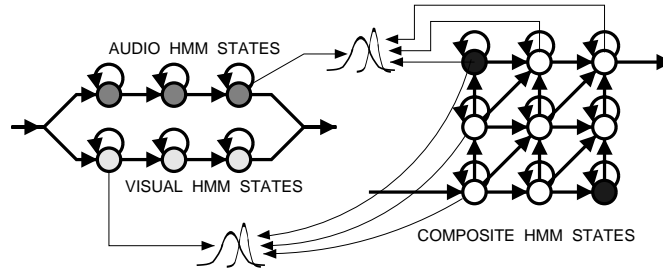 AUDIO HMM STATES
VISUAL HMM STATES
COMPOSITE HMM STATES